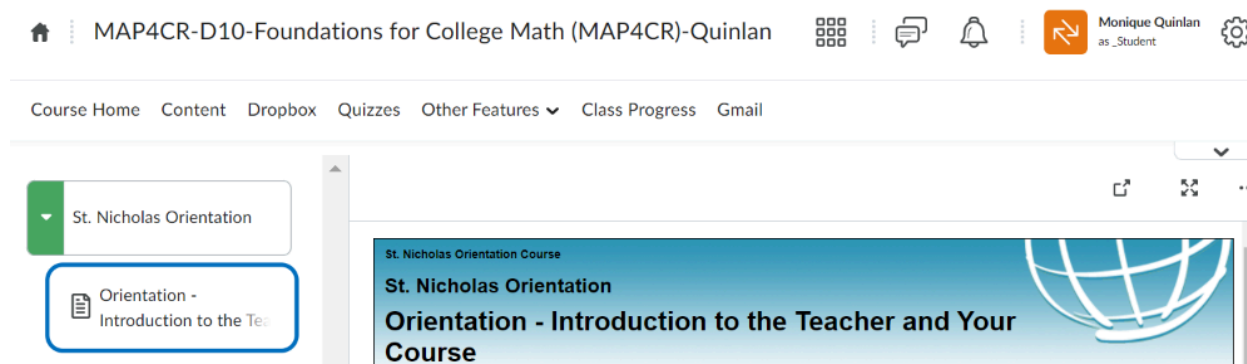 MAP4CR-D10-Foundations for College Math (MAP4CR)-Quinlan
Monique Quinlan
as _Student
Course Home Content Dropbox Quizzes Other Features Class Progress Gmail
St. Nicholas Orientation
Orientation -
Introduction to the Tea
St. Nicholas Orientation Course
St. Nicholas Orientation
Orientation - Introduction to the Teacher and Your
Course